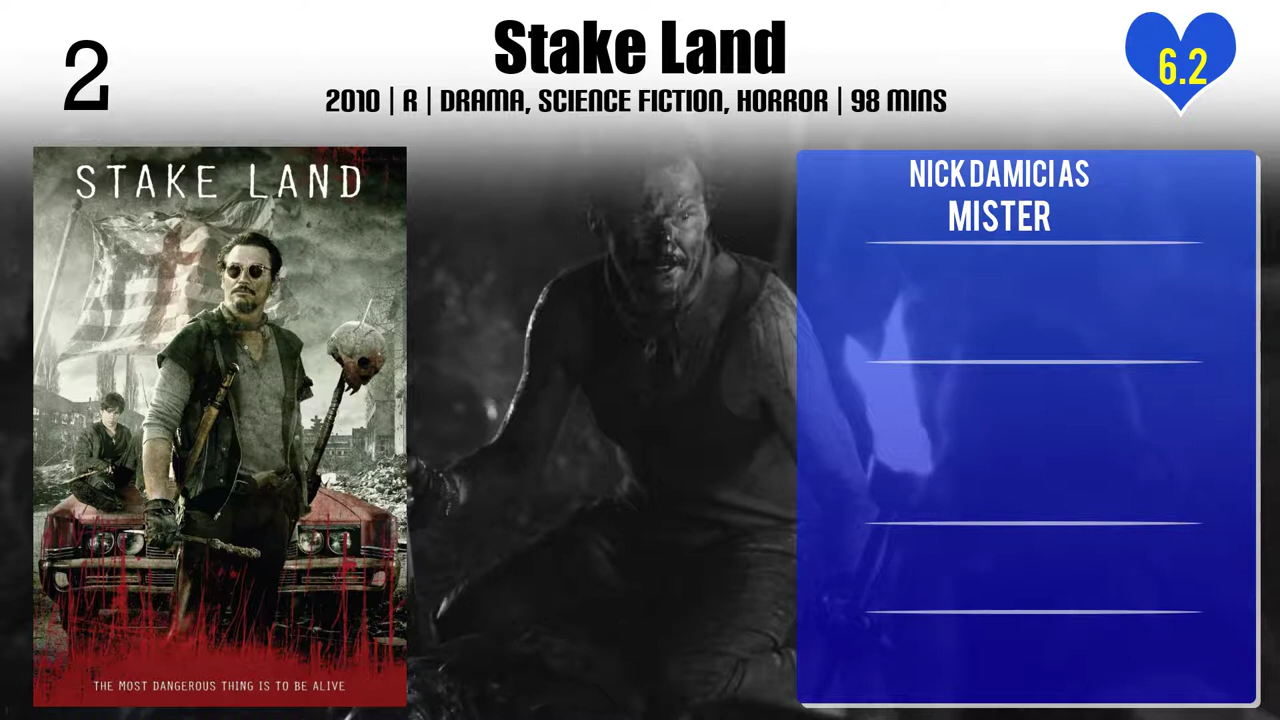 2
Stake Land
2010 | R | DRAMA, SCIENCE FICTION, HORROR | 98 MINS
6.2
STAKE LAND
THE MOST DANGEROUS THING IS TO BE ALIVE
NICK DAMICI AS
MISTER